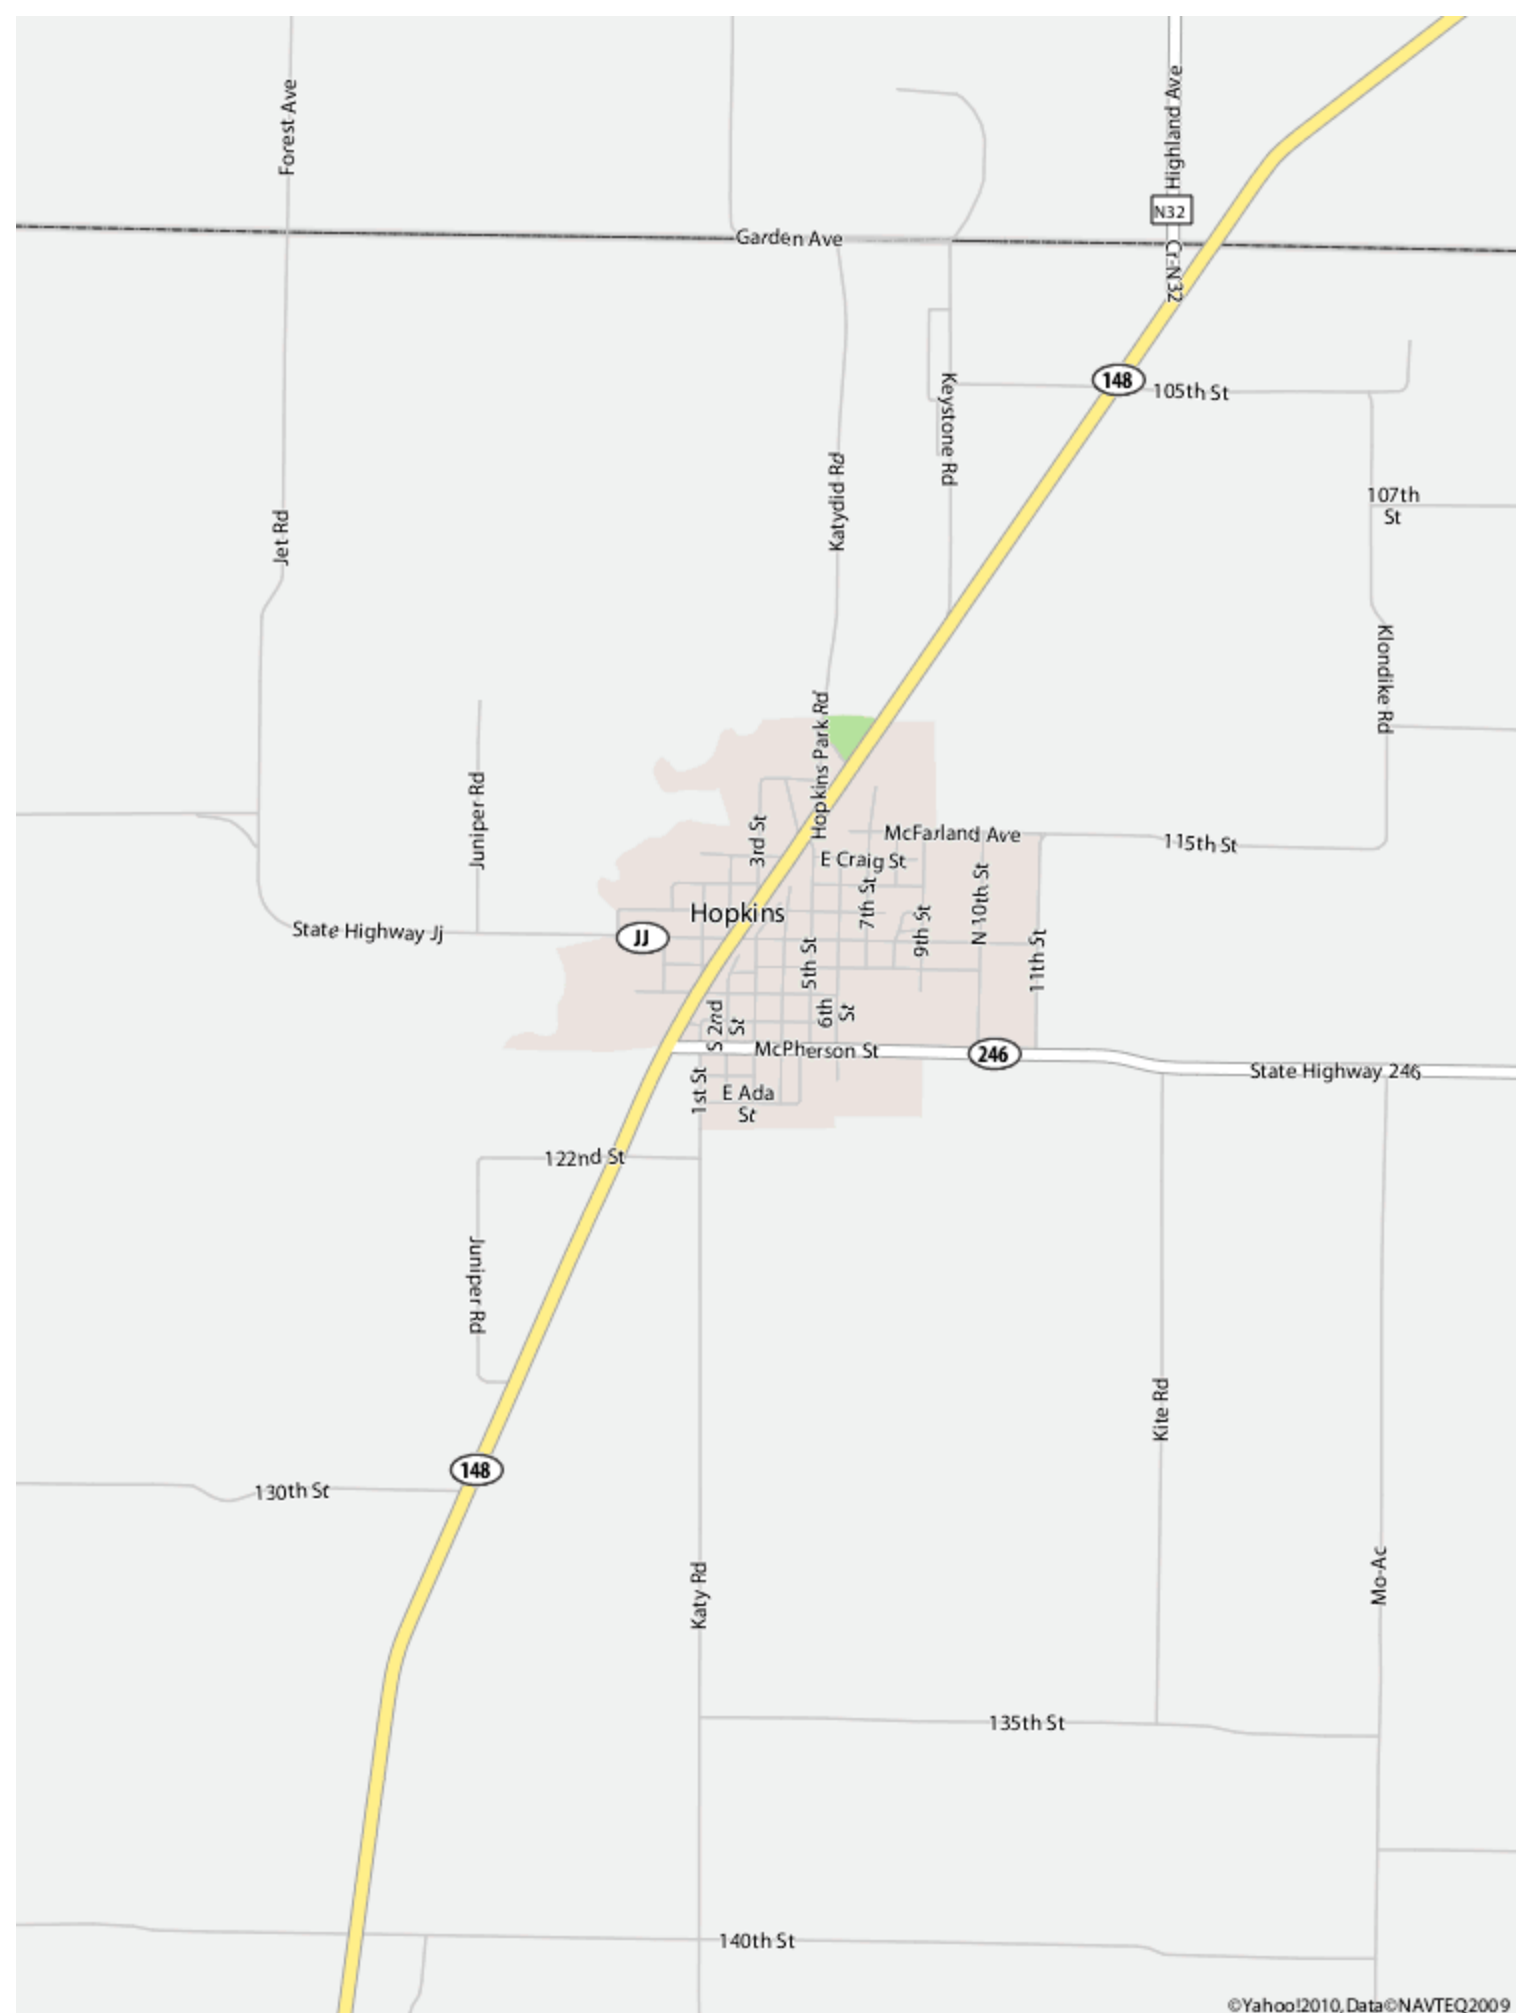 Forest Ave
Highland Ave
N32
Garden Ave
Cr-N32
148
105th St
Keystone Rd
Katydid Rd
107th
St
Jet Rd
Klondike Rd
Hopkins Park Rd
Juniper Rd
3rd St
McFarland Ave
115th St
E Craig St
7th St
N 10th St
Hopkins
9th St
State Highway Jj
JJ
5th St
11th St
S 2nd
St
6th
St
McPherson St
246
State Highway 246
1st St
E Ada
St
122nd St
Juniper Rd
Kite Rd
148
130th St
Mo-Ac
Katy Rd
135th St
140th St
©Yahoo!2010, Data©NAVTEQ2009